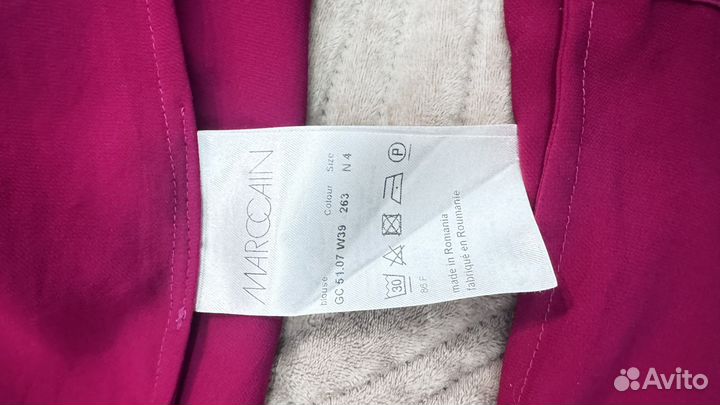 MARCCAIN
blouse Colour Size
GC 51.07 W39 263 N 4
30 P
86 F
made in Romania
fabriqué en Roumanie
Avito